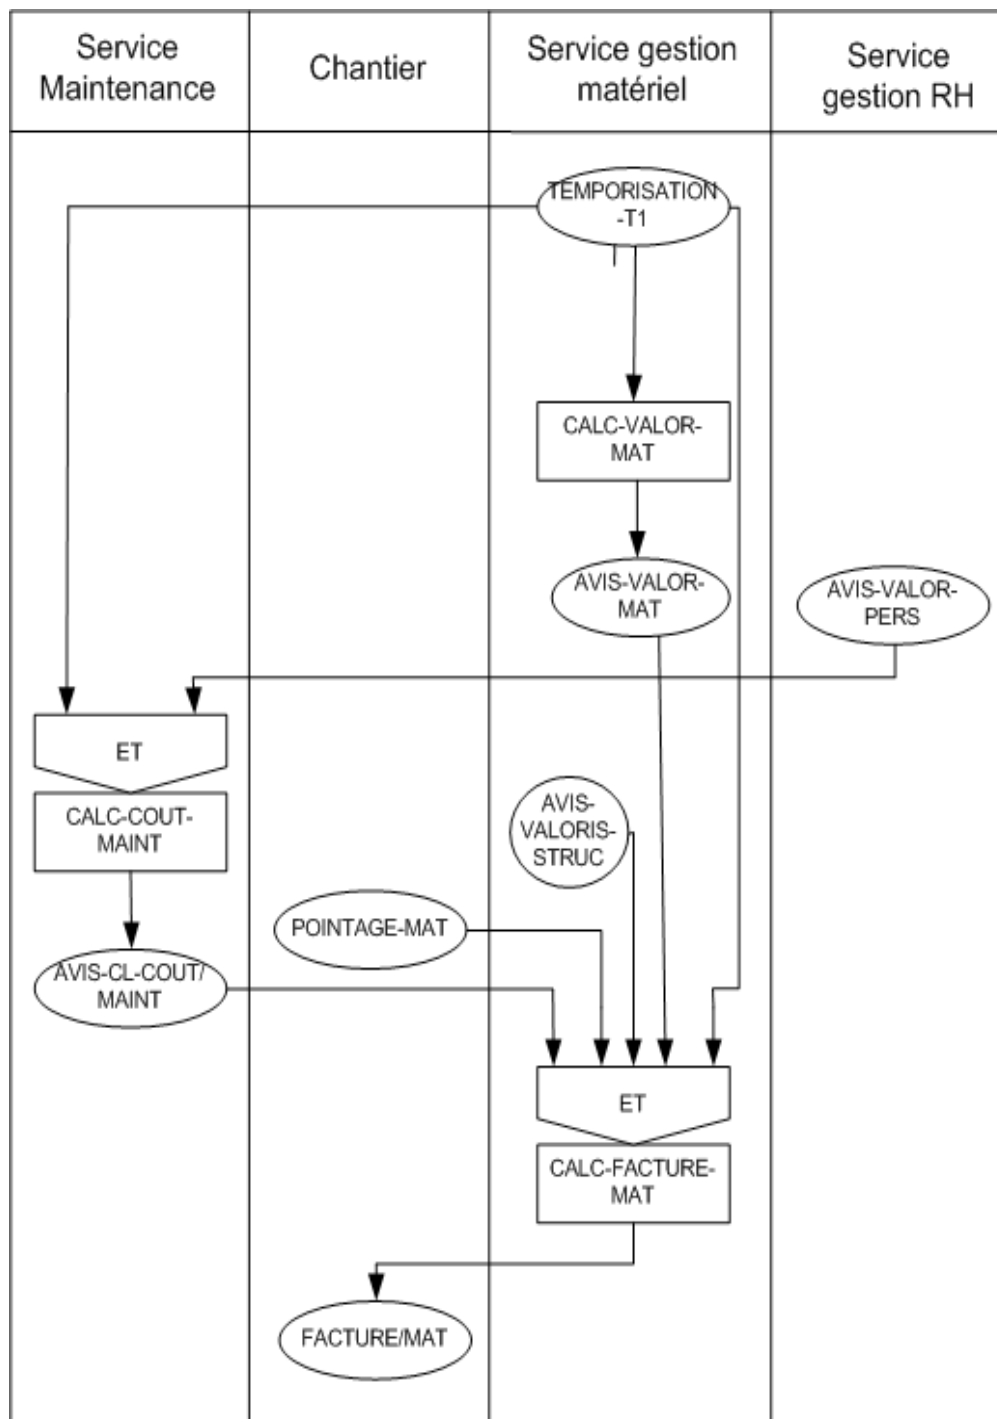 Service
Maintenance
Chantier
Service gestion
matériel
Service
gestion RH
TEMPORISATION
-T1
CALC-VALOR-
MAT
AVIS-VALOR-
MAT
AVIS-VALOR-
PERS
ET
CALC-COUT-
MAINT
AVIS-
VALORIS-
STRUC
POINTAGE-MAT
AVIS-CL-COUT/
MAINT
ET
CALC-FACTURE-
MAT
FACTURE/MAT